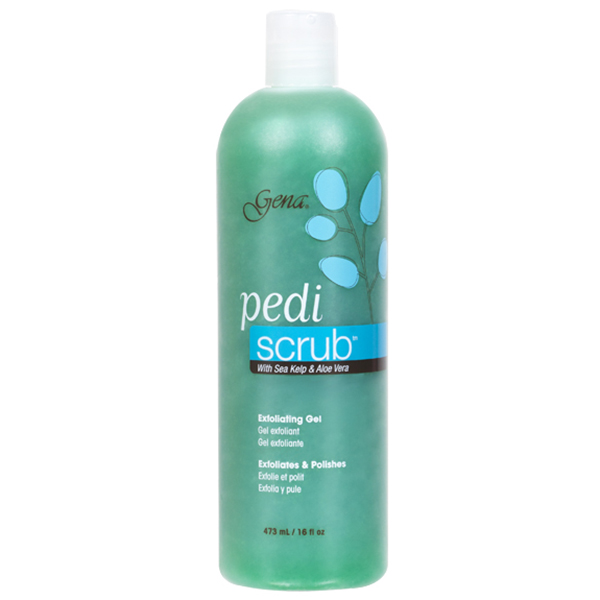 Gena®
pedi
scrub™
With Sea Kelp & Aloe Vera
Exfoliating Gel
Gel exfoliant
Gel exfoliante
Exfoliates & Polishes
Exfolie et polit
Exfolia y pule
473 mL / 16 fl oz